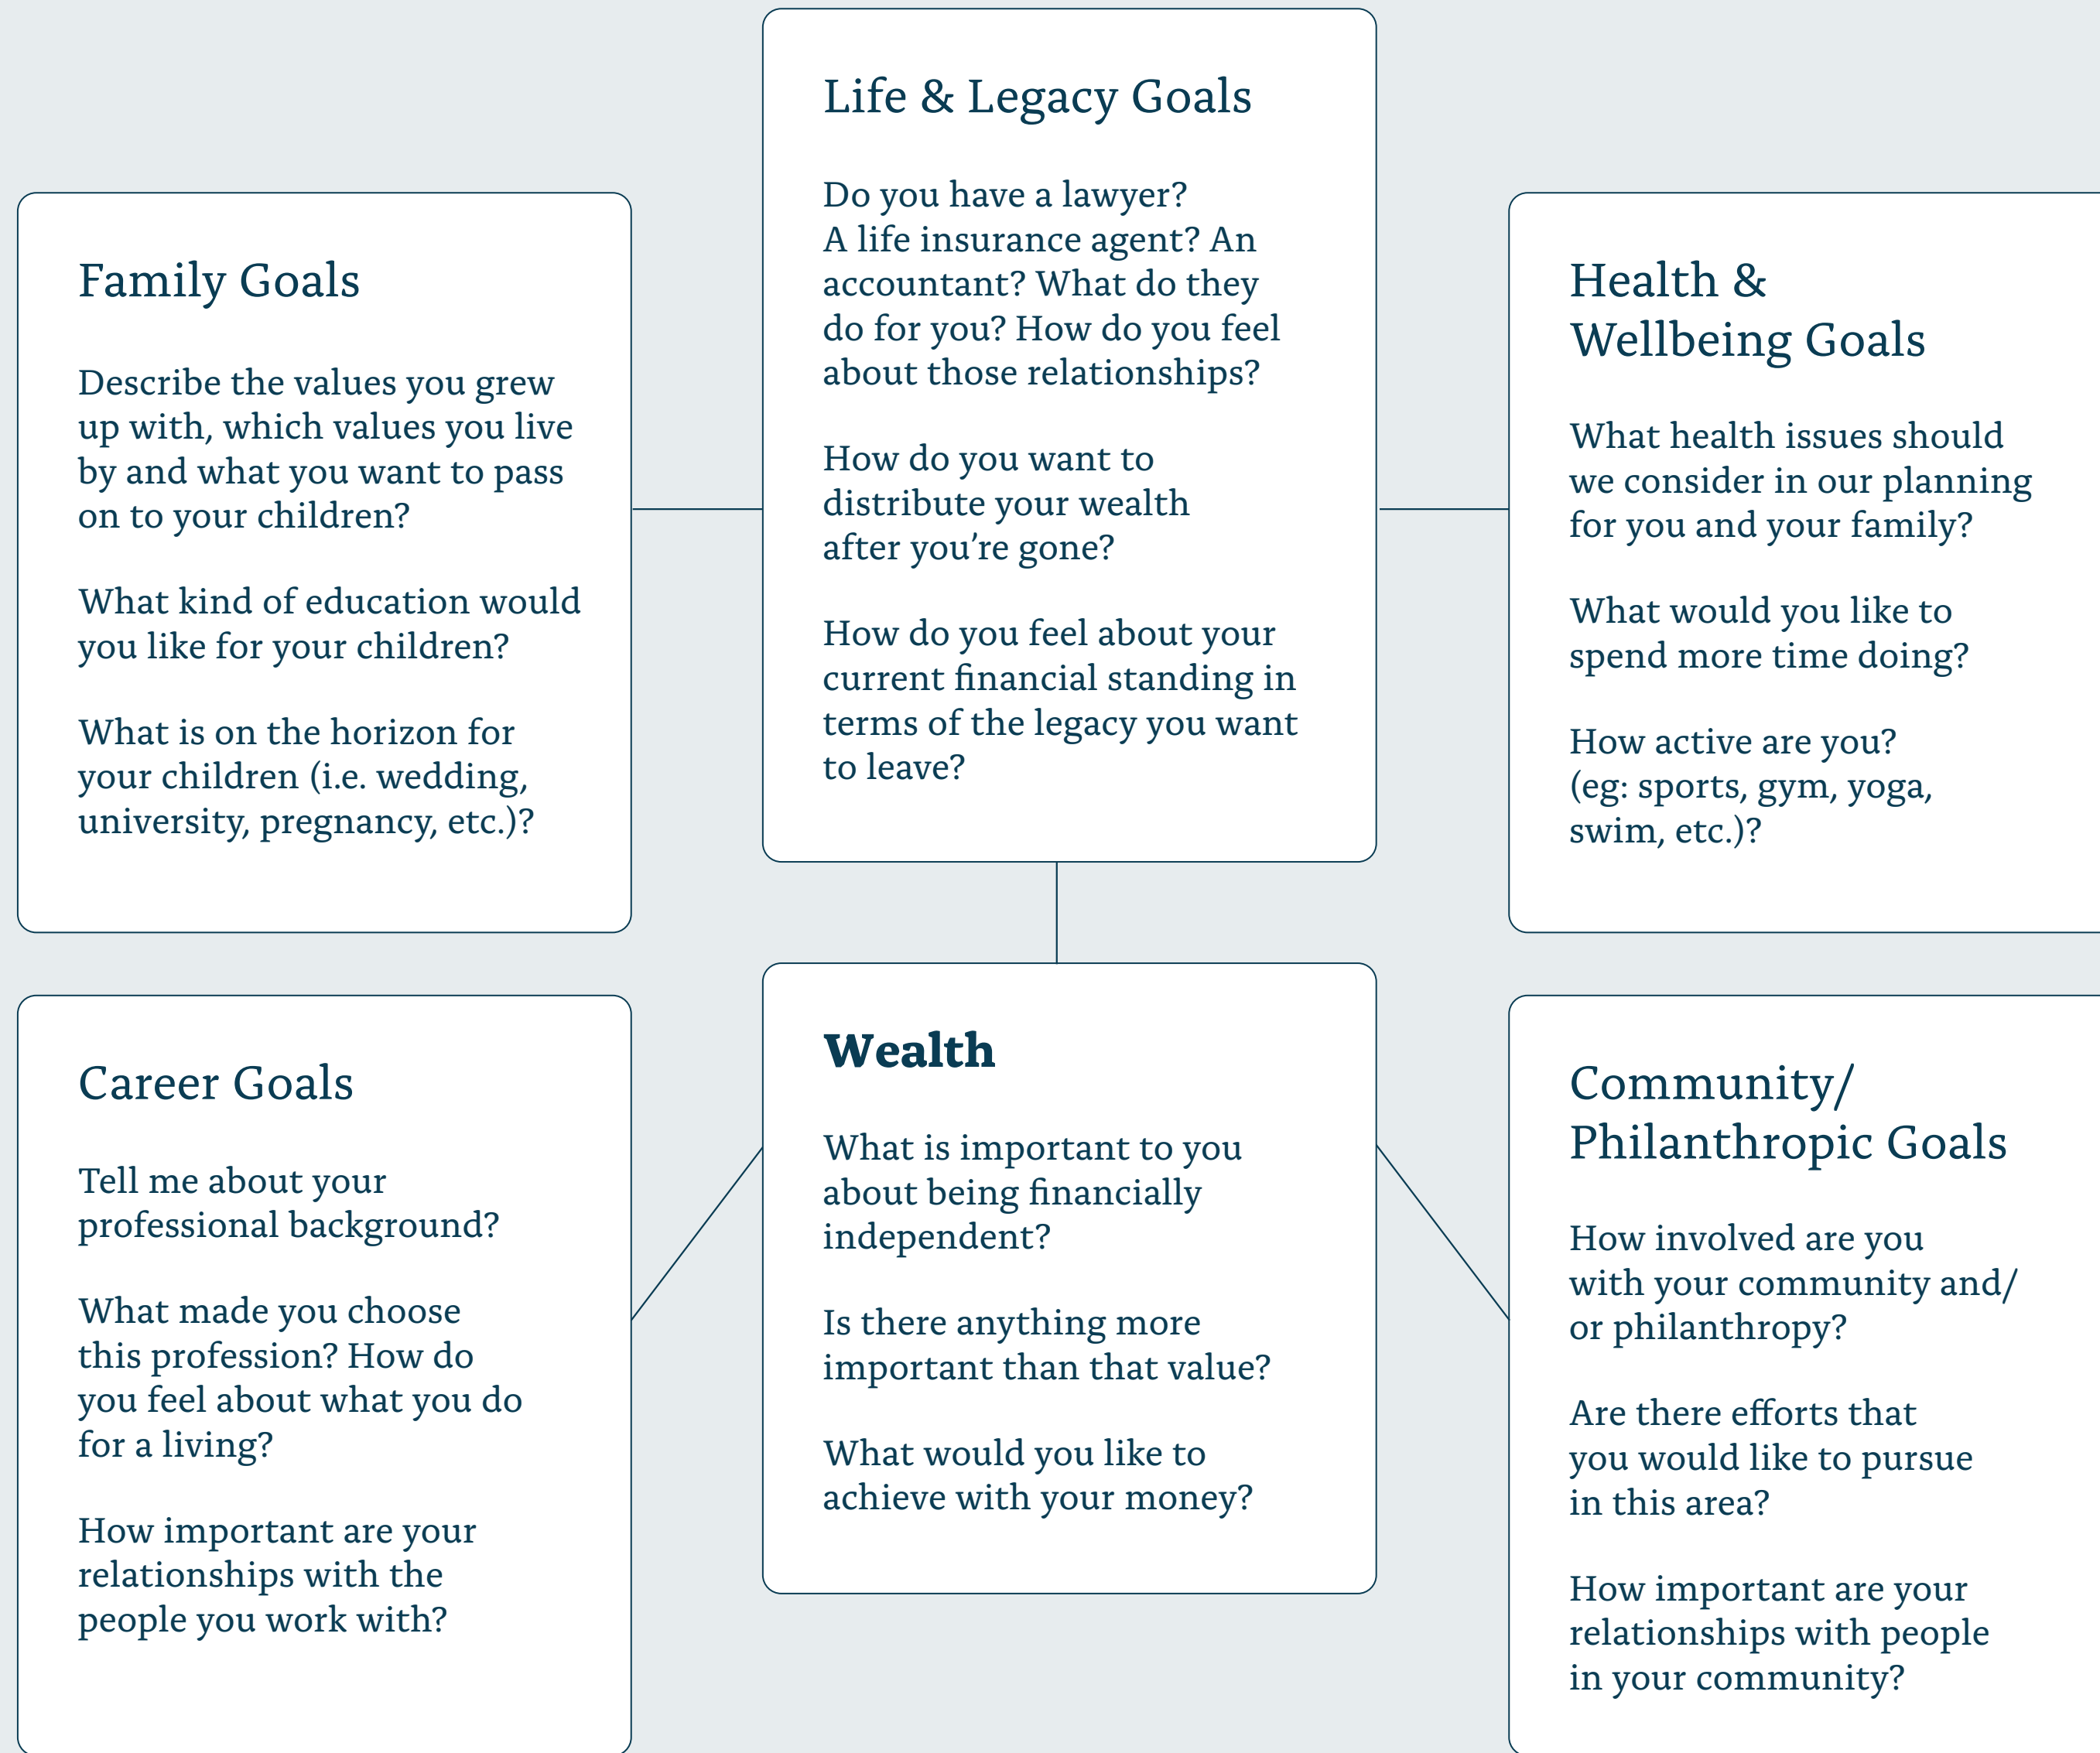 Life & Legacy Goals
Do you have a lawyer?
A life insurance agent? An
accountant? What do they
do for you? How do you feel
about those relationships?
How do you want to
distribute your wealth
after you’re gone?
How do you feel about your
current financial standing in
terms of the legacy you want
to leave?
Family Goals
Describe the values you grew
up with, which values you live
by and what you want to pass
on to your children?
What kind of education would
you like for your children?
What is on the horizon for
your children (i.e. wedding,
university, pregnancy, etc.)?
Health &
Wellbeing Goals
What health issues should
we consider in our planning
for you and your family?
What would you like to
spend more time doing?
How active are you?
(eg: sports, gym, yoga,
swim, etc.)?
Career Goals
Tell me about your
professional background?
What made you choose
this profession? How do
you feel about what you do
for a living?
How important are your
relationships with the
people you work with?
Wealth
What is important to you
about being financially
independent?
Is there anything more
important than that value?
What would you like to
achieve with your money?
Community/
Philanthropic Goals
How involved are you
with your community and/
or philanthropy?
Are there efforts that
you would like to pursue
in this area?
How important are your
relationships with people
in your community?